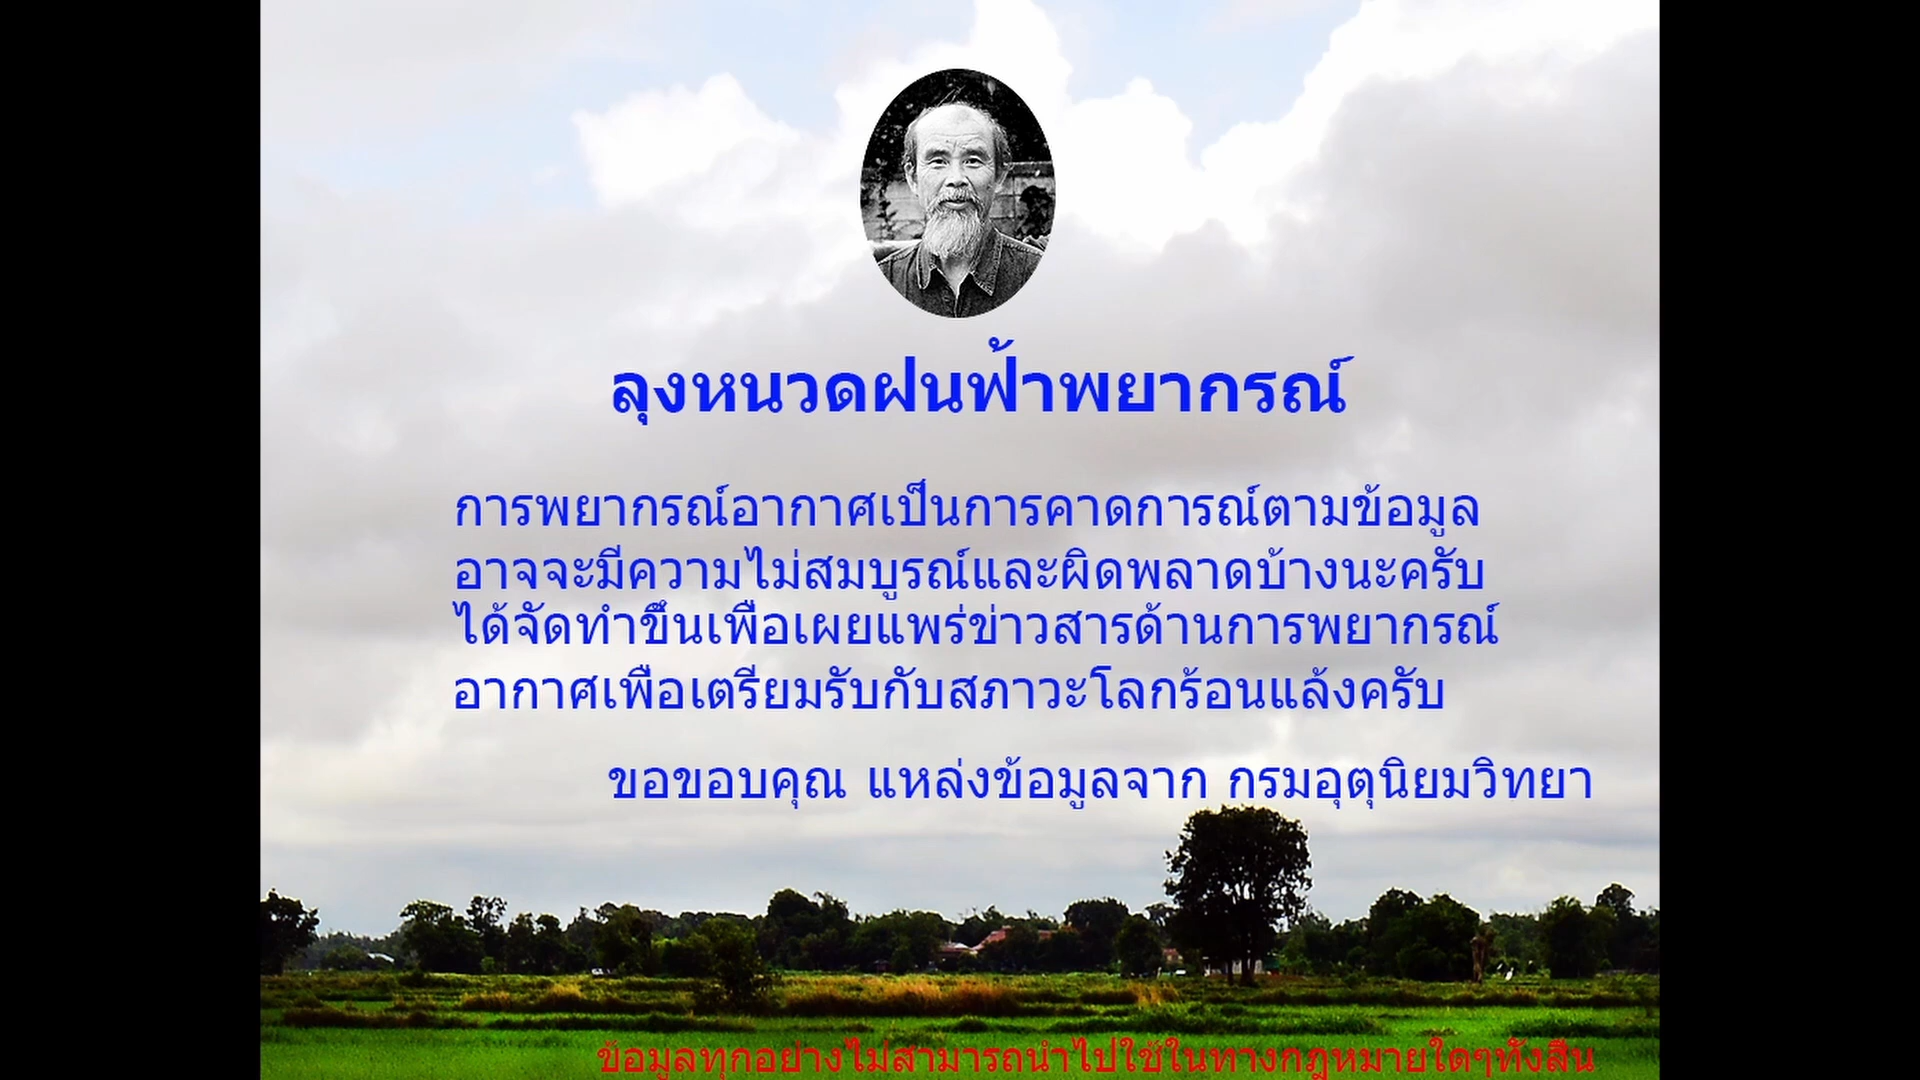 ลุงหนวดฝนฟ้าพยากรณ์
การพยากรณ์อากาศเป็นการคาดการณ์ตามข้อมูล
อาจจะมีความไม่สมบูรณ์และผิดพลาดบ้างนะครับ
ได้จัดทำขึ้นเพื่อเผยแพร่ข่าวสารด้านการพยากรณ์
อากาศเพื่อเตรียมรับกับสภาวะโลกร้อนแล้งครับ
ขอขอบคุณ แหล่งข้อมูลจาก กรมอุตุนิยมวิทยา
ข้อมูลทุกอย่างไม่สามารถนำไปใช้ในทางกฎหมายใดๆทั้งสิ้น